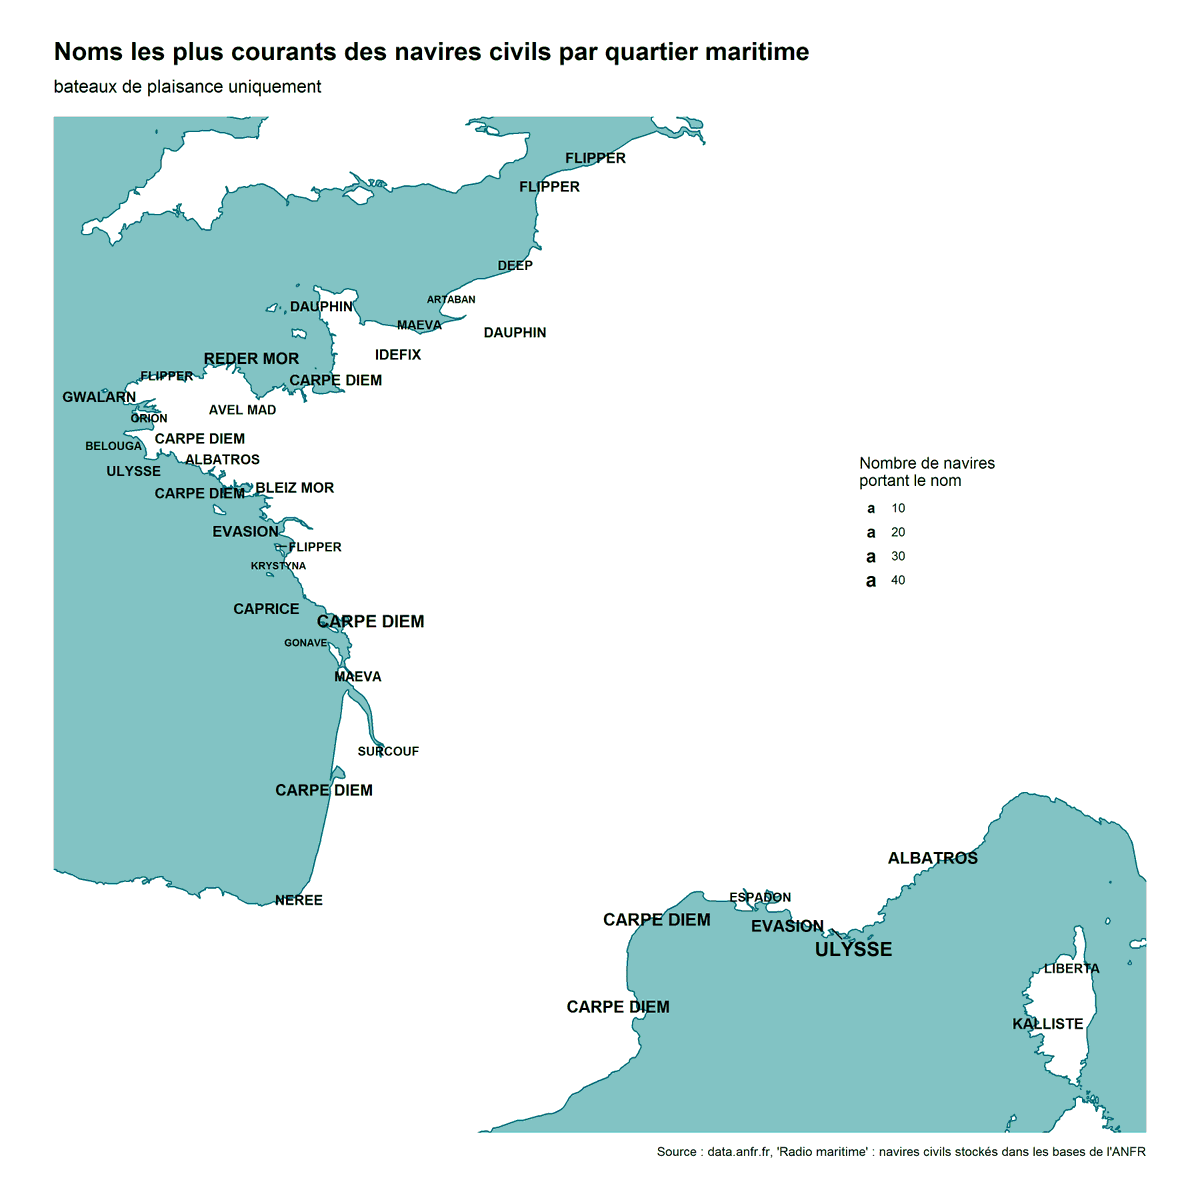 Noms les plus courants des navires civils par quartier maritime
bateaux de plaisance uniquement
FLIPPER
FLIPPER
DEEP
ARTABAN
DAUPHIN
MAEVA
DAUPHIN
IDEFIX
REDER MOR
FLIPPER
CARPE DIEM
GWALARN
AVEL MAD
ORION
CARPE DIEM
BELOUGA
ALBATROS
ULYSSE
BLEIZ MOR
CARPE DIEM
EVASION
FLIPPER
KRYSTYNA
CAPRICE
CARPE DIEM
GONAVE
MAEVA
SURCOUF
CARPE DIEM
NEREE
Nombre de navires
portant le nom
a 10
a 20
a 30
a 40
ALBATROS
ESPADON
CARPE DIEM
EVASION
ULYSSE
LIBERTA
CARPE DIEM
KALLISTE
Source : data.anfr.fr, 'Radio maritime' : navires civils stockés dans les bases de l'ANFR